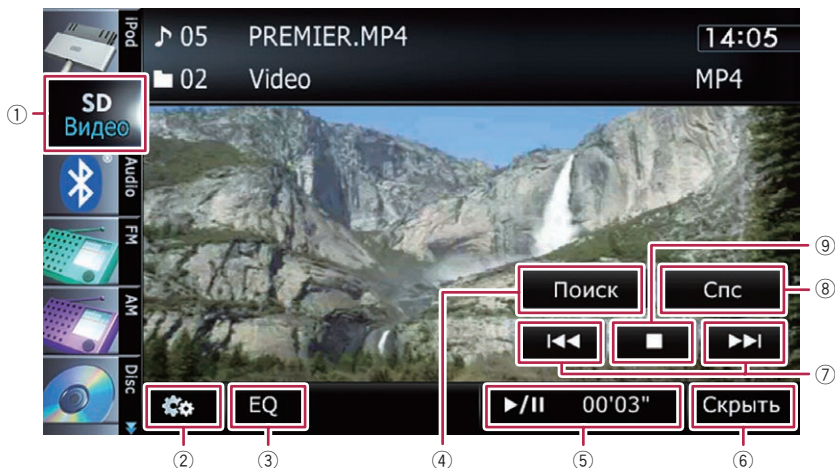 iPod
♪ 05 PREMIER.MP4 14:05
02 Video MP4
① SD
Видео
Audio
FM
AM
Disc
⑨
Поиск Спс ⑧
⑦
EQ ►/II 00'03" Скрыть
② ③ ④ ⑤ ⑥